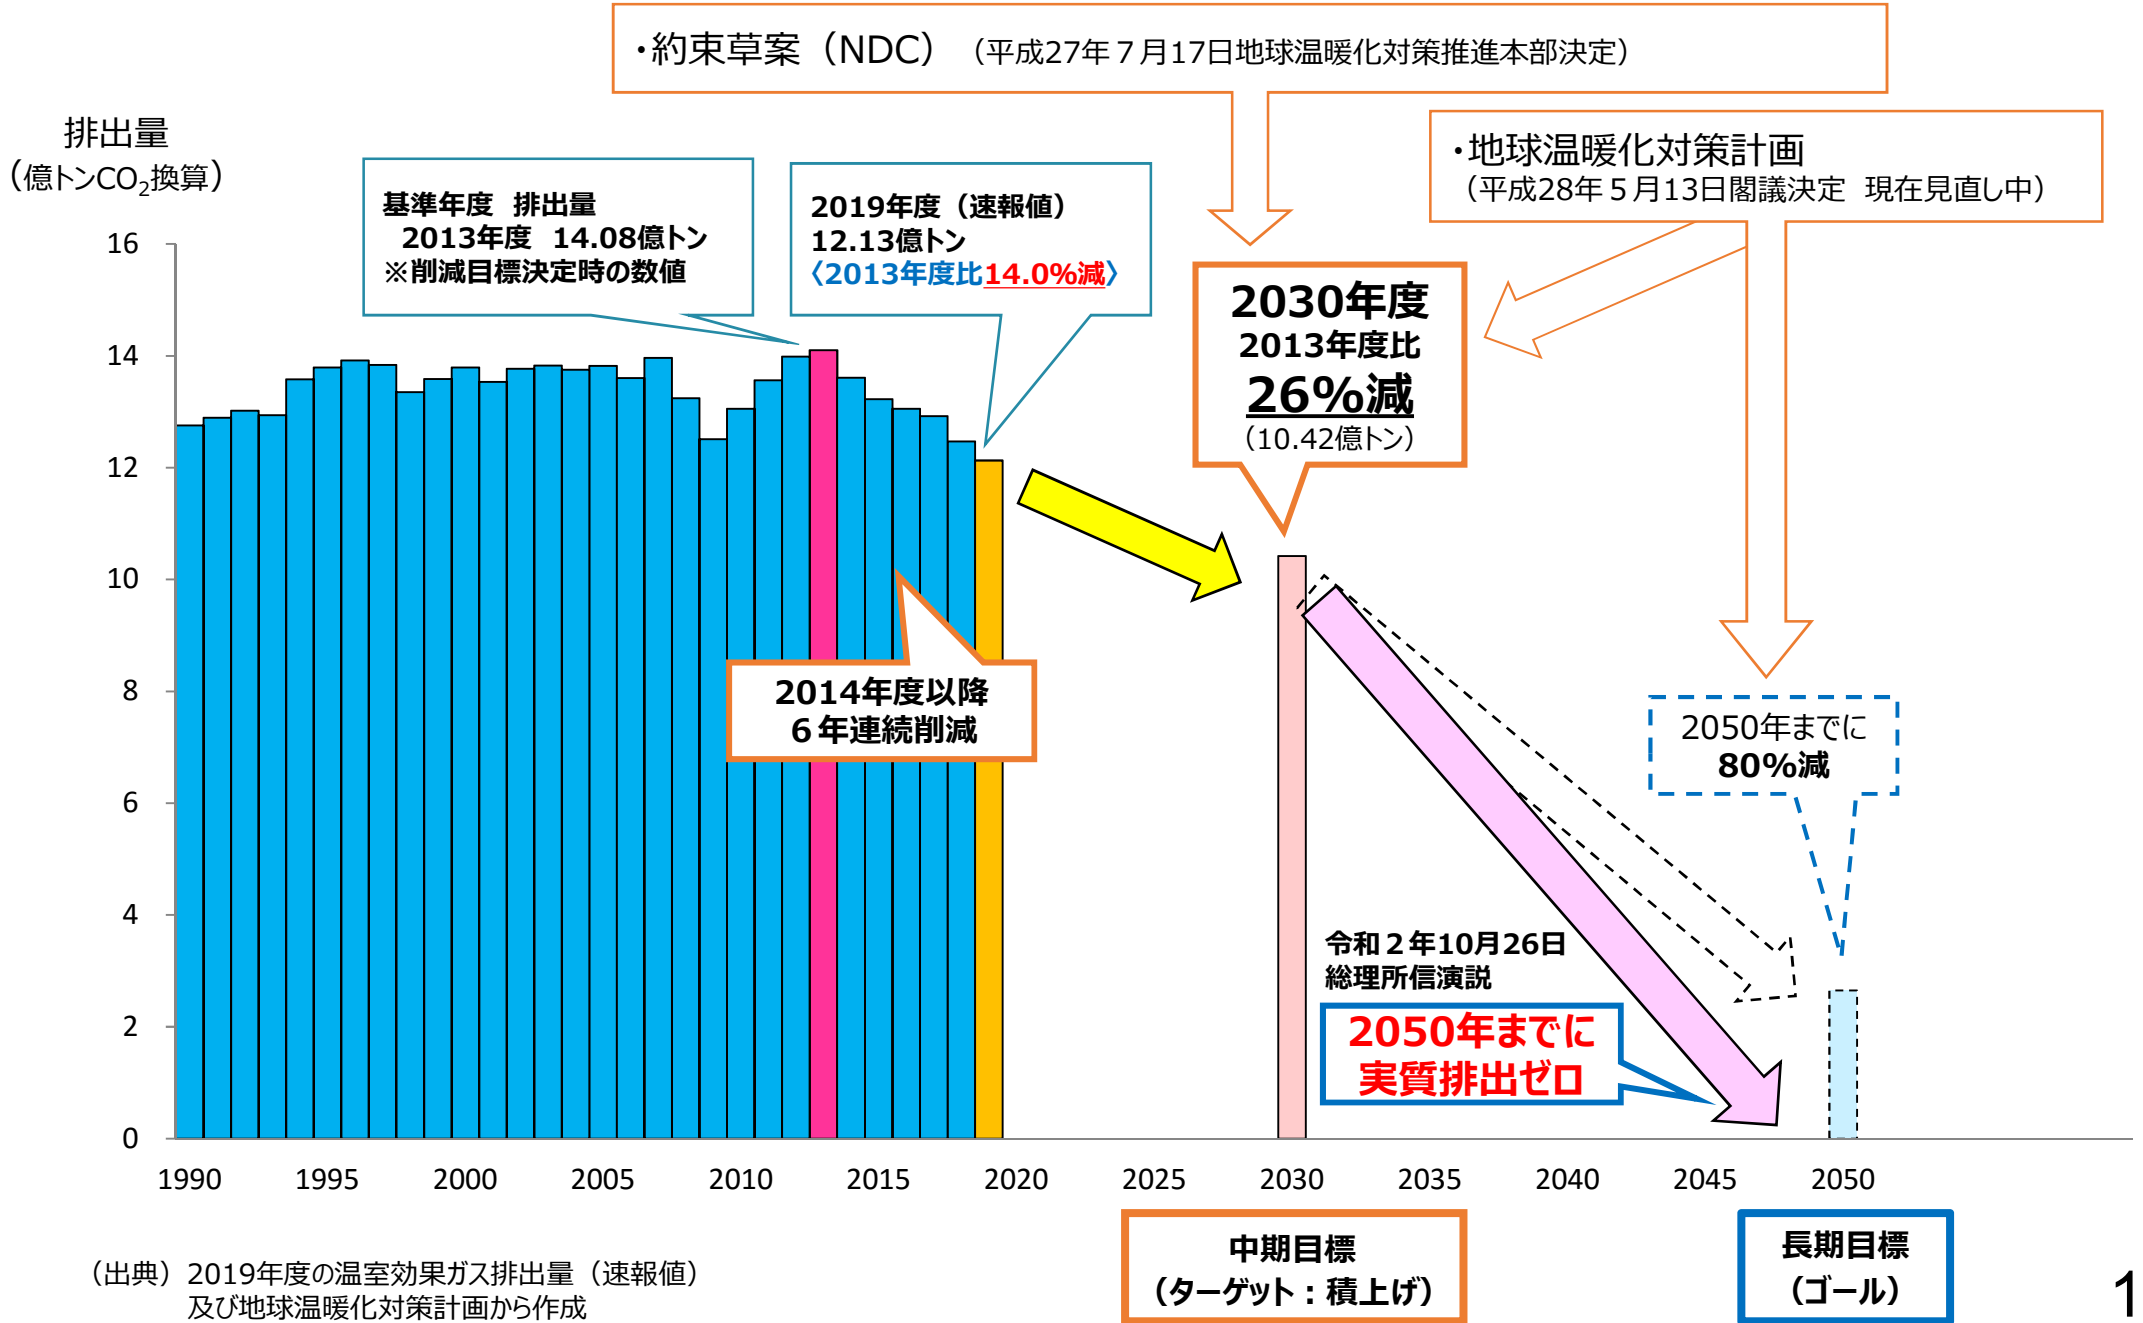 ・約束草案（NDC）（平成27年７月17日地球温暖化対策推進本部決定）
・地球温暖化対策計画
（平成28年５月13日閣議決定 現在見直し中）
排出量
（億トンCO₂換算）
基準年度 排出量
2013年度 14.08億トン
※削減目標決定時の数値
2019年度（速報値）
12.13億トン
〈2013年度比14.0%減〉
2030年度
2013年度比
26%減
（10.42億トン）
16
14
12
10
8
6
4
2
0
2014年度以降
６年連続削減
2050年までに
80%減
令和２年10月26日
総理所信演説
2050年までに
実質排出ゼロ
1990 1995 2000 2005 2010 2015 2020 2025 2030 2035 2040 2045 2050
中期目標
（ターゲット：積上げ）
長期目標
（ゴール）
（出典）2019年度の温室効果ガス排出量（速報値）
及び地球温暖化対策計画から作成
1